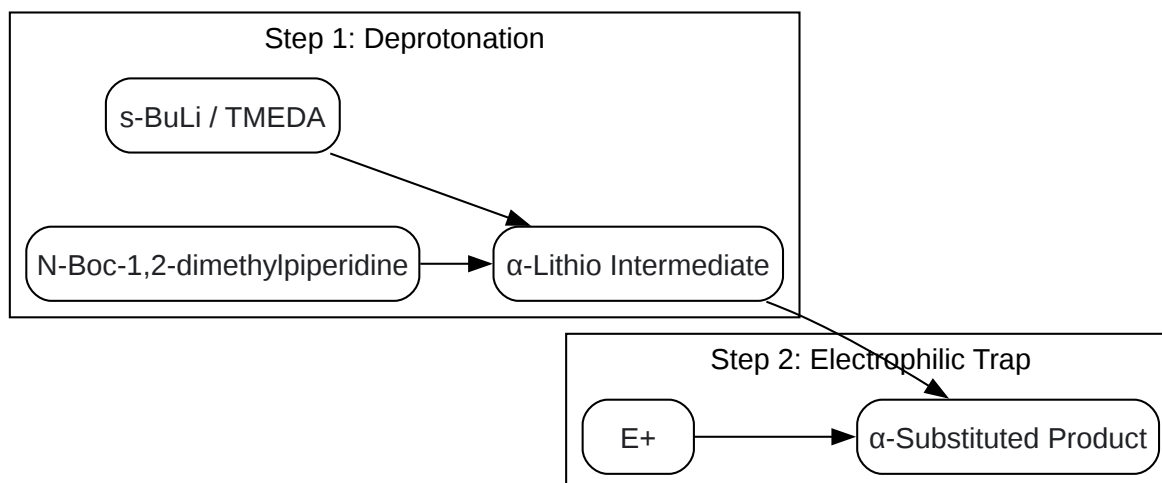 Step 1: Deprotonation
s-BuLi / TMEDA
N-Boc-1,2-dimethylpiperidine
α-Lithio Intermediate
Step 2: Electrophilic Trap
E+
α-Substituted Product